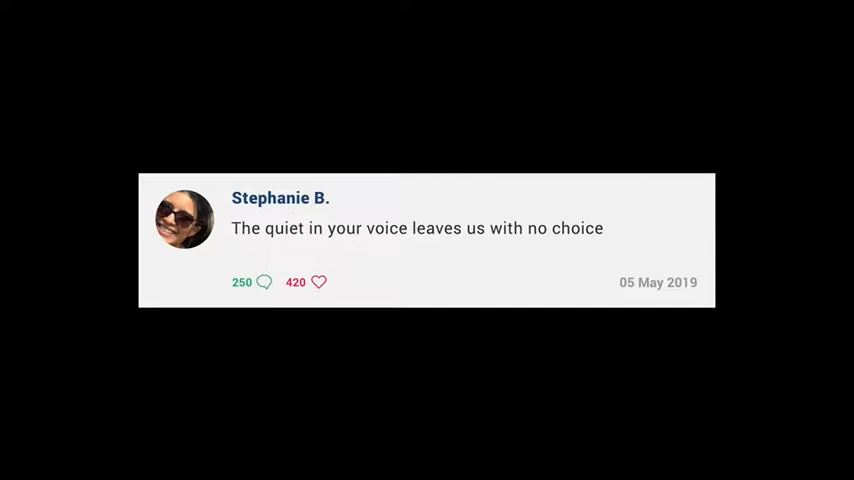 Stephanie B.
The quiet in your voice leaves us with no choice
250 420 05 May 2019